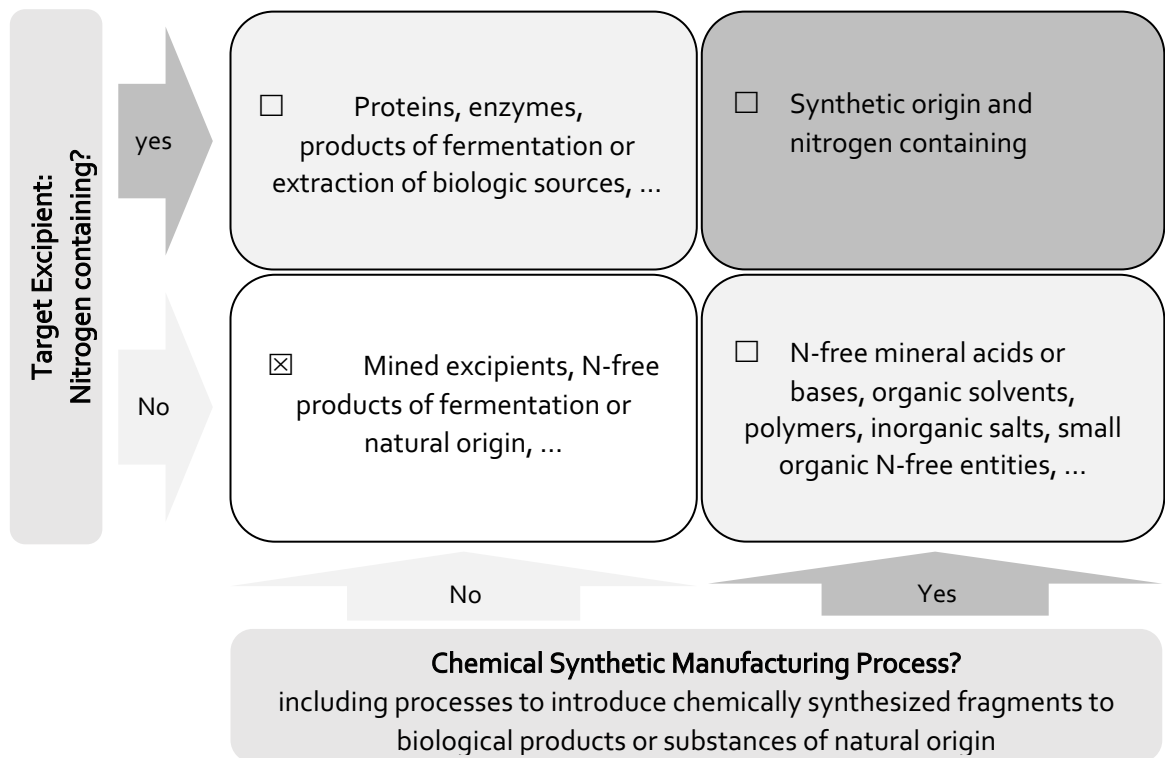 Target Excipient:
Nitrogen containing?
yes
☐ Proteins, enzymes,
products of fermentation or
extraction of biologic sources, ...
☐ Synthetic origin and
nitrogen containing
No
☒ Mined excipients, N-free
products of fermentation or
natural origin, ...
☐ N-free mineral acids or
bases, organic solvents,
polymers, inorganic salts, small
organic N-free entities, ...
No
Yes
Chemical Synthetic Manufacturing Process?
including processes to introduce chemically synthesized fragments to
biological products or substances of natural origin